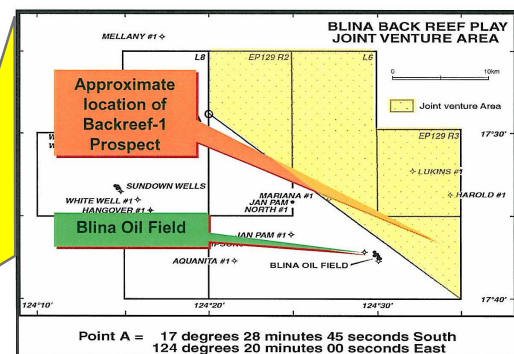 BLINA BACK REEF PLAY
JOINT VENTURE AREA
MELLANY #1
L8
EP129 R2
L6
0
10km
Joint venture Area
Approximate
location of
Backreef-1
Prospect
17°30'
EP129 R3
LUKINS #1
HAROLD #1
SUNDOWN WELLS
MARIANA #1
WHITE WELL #1
JAN PAM
NORTH #1
HANGOVER #1
Blina Oil Field
JAN PAM #1
AQUANITA #1
BLINA OIL FIELD
124°10'
124°20'
124°30'
17°40'
Point A = 17 degrees 28 minutes 45 seconds South
124 degrees 20 minutes 00 seconds East